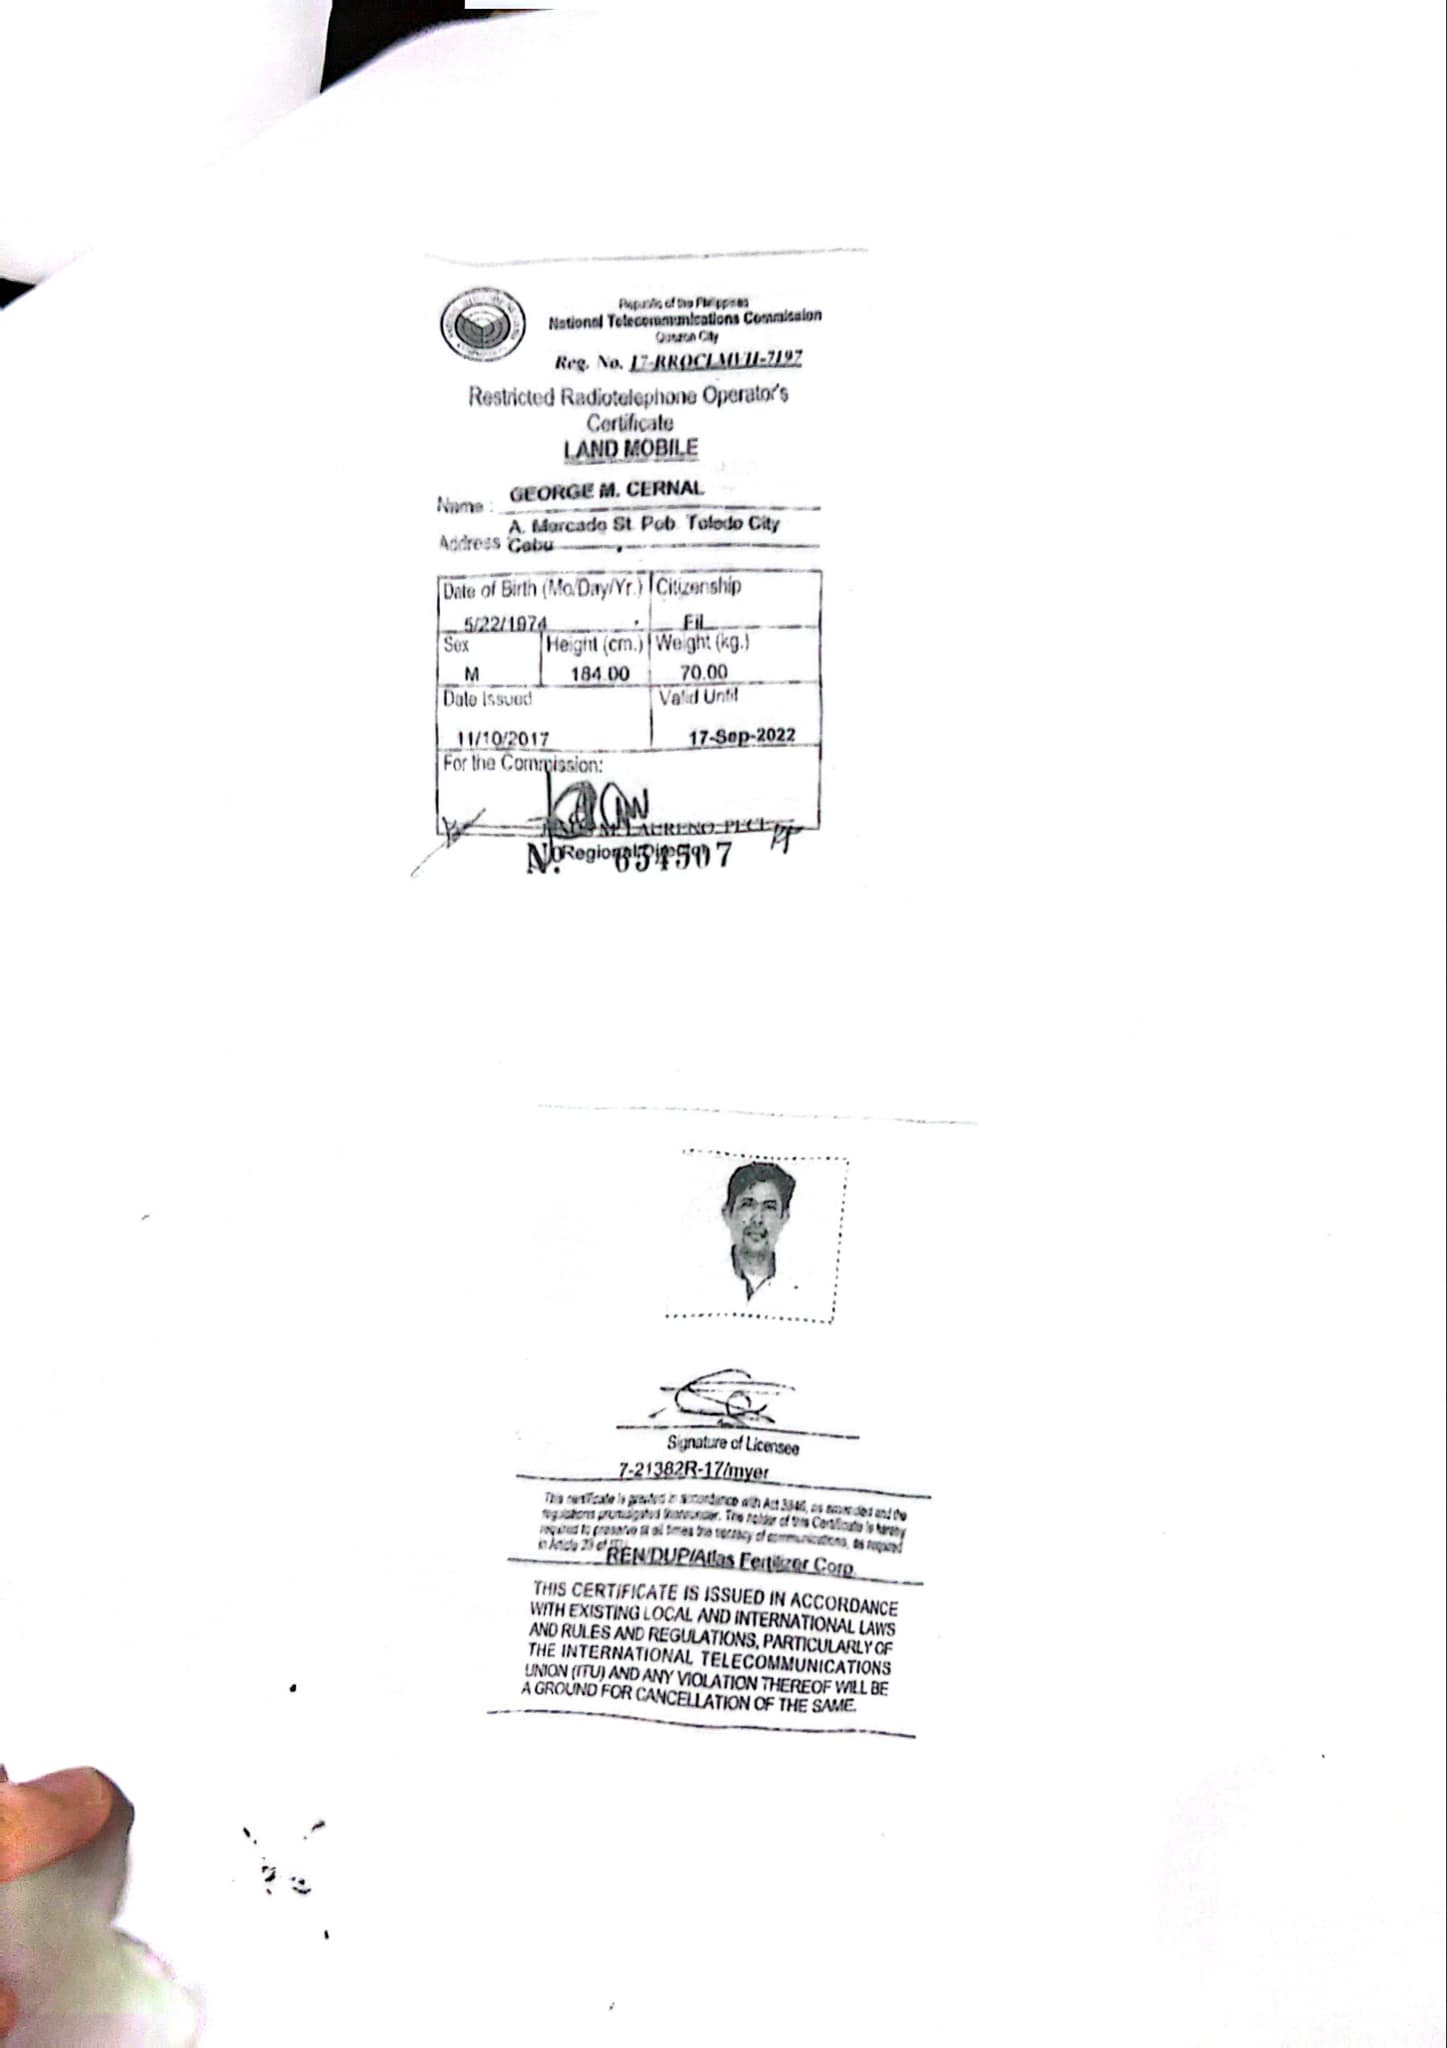 Republic of the Philippines
National Telecommunications Commission
Quezon City
Reg. No. 17-RROCLMVII-7197
Restricted Radiotelephone Operator's
Certificate
LAND MOBILE
Name : GEORGE M. CERNAL
A. Mercado St. Pob. Toledo City
Address Cebu
Date of Birth (Mo/Day/Yr.) Citizenship
5/22/1974 Fil
Sex Height (cm.) Weight (kg.)
M 184.00 70.00
Date Issued Valid Until
11/10/2017 17-Sep-2022
For the Commission:
LAURENO, PECE
Regional Director
No. 654507
Signature of Licensee
7-21382R-17/myer
This certificate is granted in accordance with Act 3846, as amended and the
regulations promulgated thereunder. The holder of this Certificate is hereby
required to preserve at all times the secrecy of communications, as required
in Article 23 of
REN/DUP/Atlas Fertilizer Corp.
THIS CERTIFICATE IS ISSUED IN ACCORDANCE
WITH EXISTING LOCAL AND INTERNATIONAL LAWS
AND RULES AND REGULATIONS, PARTICULARLY OF
THE INTERNATIONAL TELECOMMUNICATIONS
UNION (ITU) AND ANY VIOLATION THEREOF WILL BE
A GROUND FOR CANCELLATION OF THE SAME.